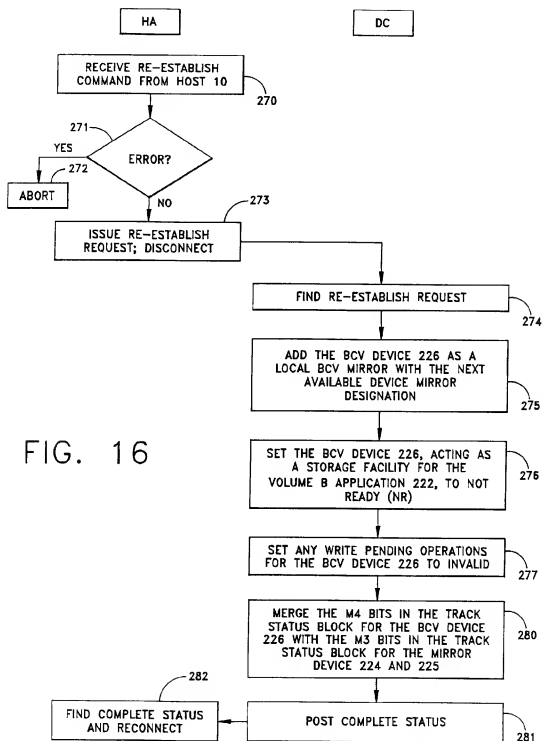 HA
DC
RECEIVE RE-ESTABLISH
COMMAND FROM HOST 10
270
271
YES
ERROR?
272
ABORT
NO
273
ISSUE RE-ESTABLISH
REQUEST; DISCONNECT
FIND RE-ESTABLISH REQUEST
274
ADD THE BCV DEVICE 226 AS A
LOCAL BCV MIRROR WITH THE NEXT
AVAILABLE DEVICE MIRROR
DESIGNATION
275
FIG. 16
SET THE BCV DEVICE 226, ACTING AS
A STORAGE FACILITY FOR THE
VOLUME B APPLICATION 222, TO NOT
READY (NR)
276
SET ANY WRITE PENDING OPERATIONS
FOR THE BCV DEVICE 226 TO INVALID
277
MERGE THE M4 BITS IN THE TRACK
STATUS BLOCK FOR THE BCV DEVICE
226 WITH THE M3 BITS IN THE TRACK
STATUS BLOCK FOR THE MIRROR
DEVICE 224 AND 225
280
282
FIND COMPLETE STATUS
AND RECONNECT
POST COMPLETE STATUS
281